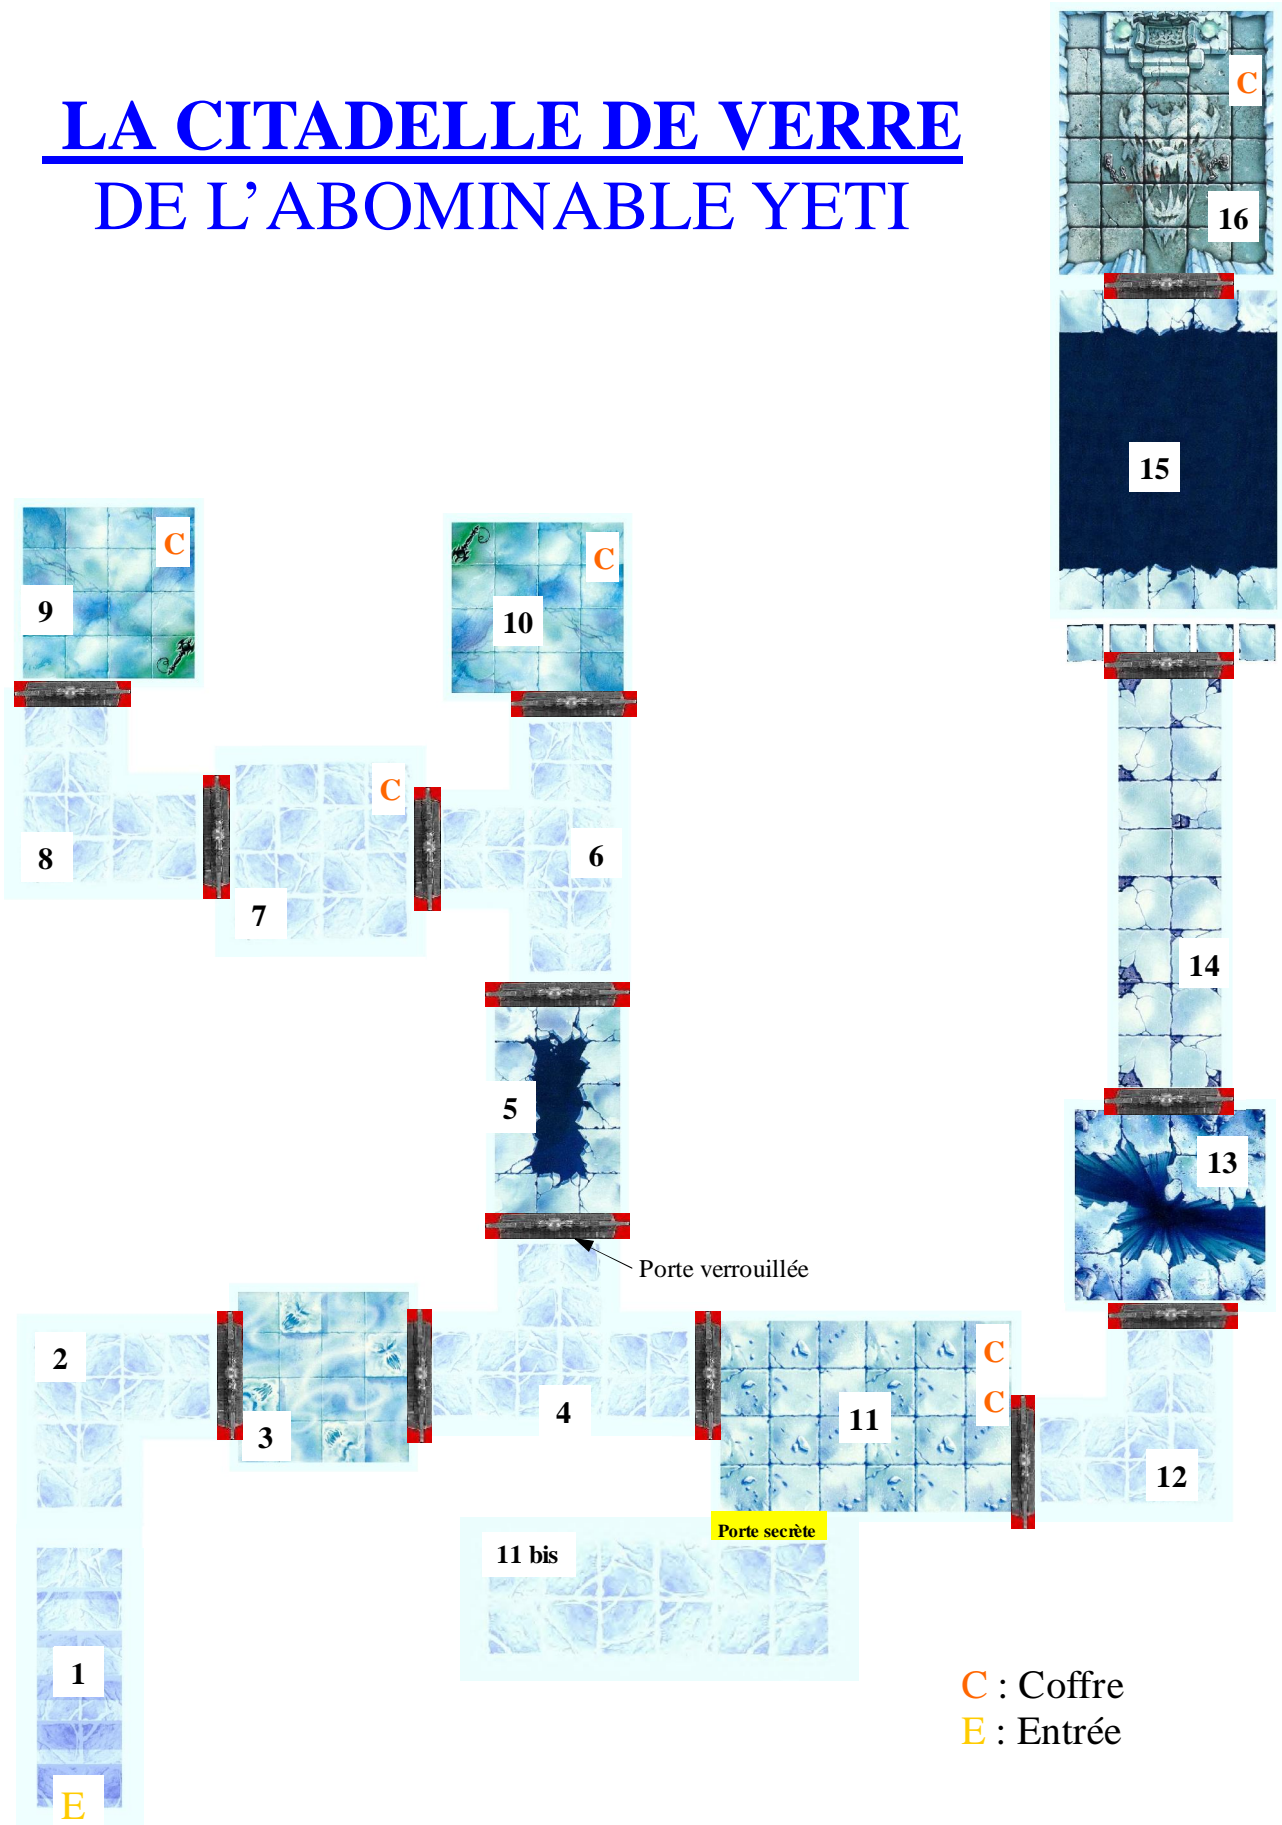 LA CITADELLE DE VERRE
DE L'ABOMINABLE YETI
C
16
15
C
9
C
10
C
8
7
6
14
5
13
Porte verrouillée
2
3
4
C
C
11
12
Porte secrète
11 bis
1
E
C : Coffre
E : Entrée